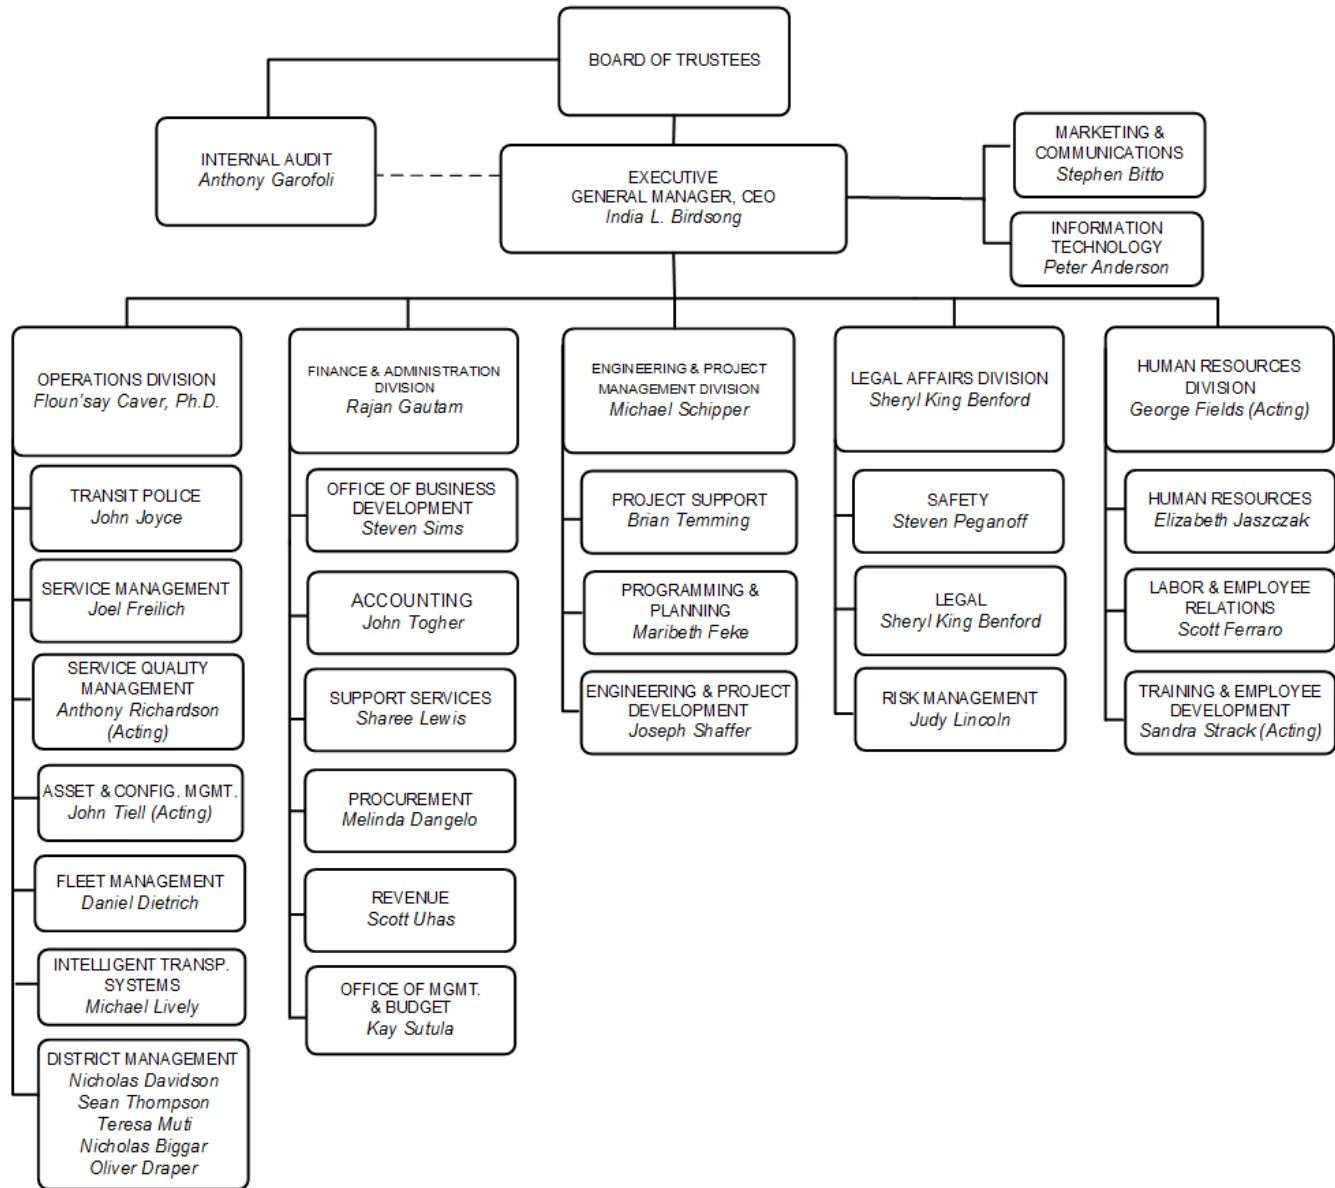 BOARD OF TRUSTEES
INTERNAL AUDIT
Anthony Garofoli
EXECUTIVE
GENERAL MANAGER, CEO
India L. Birdsong
MARKETING &
COMMUNICATIONS
Stephen Bitto
INFORMATION
TECHNOLOGY
Peter Anderson
OPERATIONS DIVISION
Floun'say Caver, Ph.D.
TRANSIT POLICE
John Joyce
SERVICE MANAGEMENT
Joel Freilich
SERVICE QUALITY
MANAGEMENT
Anthony Richardson
(Acting)
ASSET & CONFIG. MGMT.
John Tiell (Acting)
FLEET MANAGEMENT
Daniel Dietrich
INTELLIGENT TRANSP.
SYSTEMS
Michael Lively
DISTRICT MANAGEMENT
Nicholas Davidson
Sean Thompson
Teresa Muti
Nicholas Biggar
Oliver Draper
FINANCE & ADMINISTRATION
DIVISION
Rajan Gautam
OFFICE OF BUSINESS
DEVELOPMENT
Steven Sims
ACCOUNTING
John Togher
SUPPORT SERVICES
Sharee Lewis
PROCUREMENT
Melinda Dangelo
REVENUE
Scott Uhas
OFFICE OF MGMT.
& BUDGET
Kay Sutula
ENGINEERING & PROJECT
MANAGEMENT DIVISION
Michael Schipper
PROJECT SUPPORT
Brian Temming
PROGRAMMING &
PLANNING
Maribeth Feke
ENGINEERING & PROJECT
DEVELOPMENT
Joseph Shaffer
LEGAL AFFAIRS DIVISION
Sheryl King Benford
SAFETY
Steven Peganoff
LEGAL
Sheryl King Benford
RISK MANAGEMENT
Judy Lincoln
HUMAN RESOURCES
DIVISION
George Fields (Acting)
HUMAN RESOURCES
Elizabeth Jaszczak
LABOR & EMPLOYEE
RELATIONS
Scott Ferraro
TRAINING & EMPLOYEE
DEVELOPMENT
Sandra Strack (Acting)